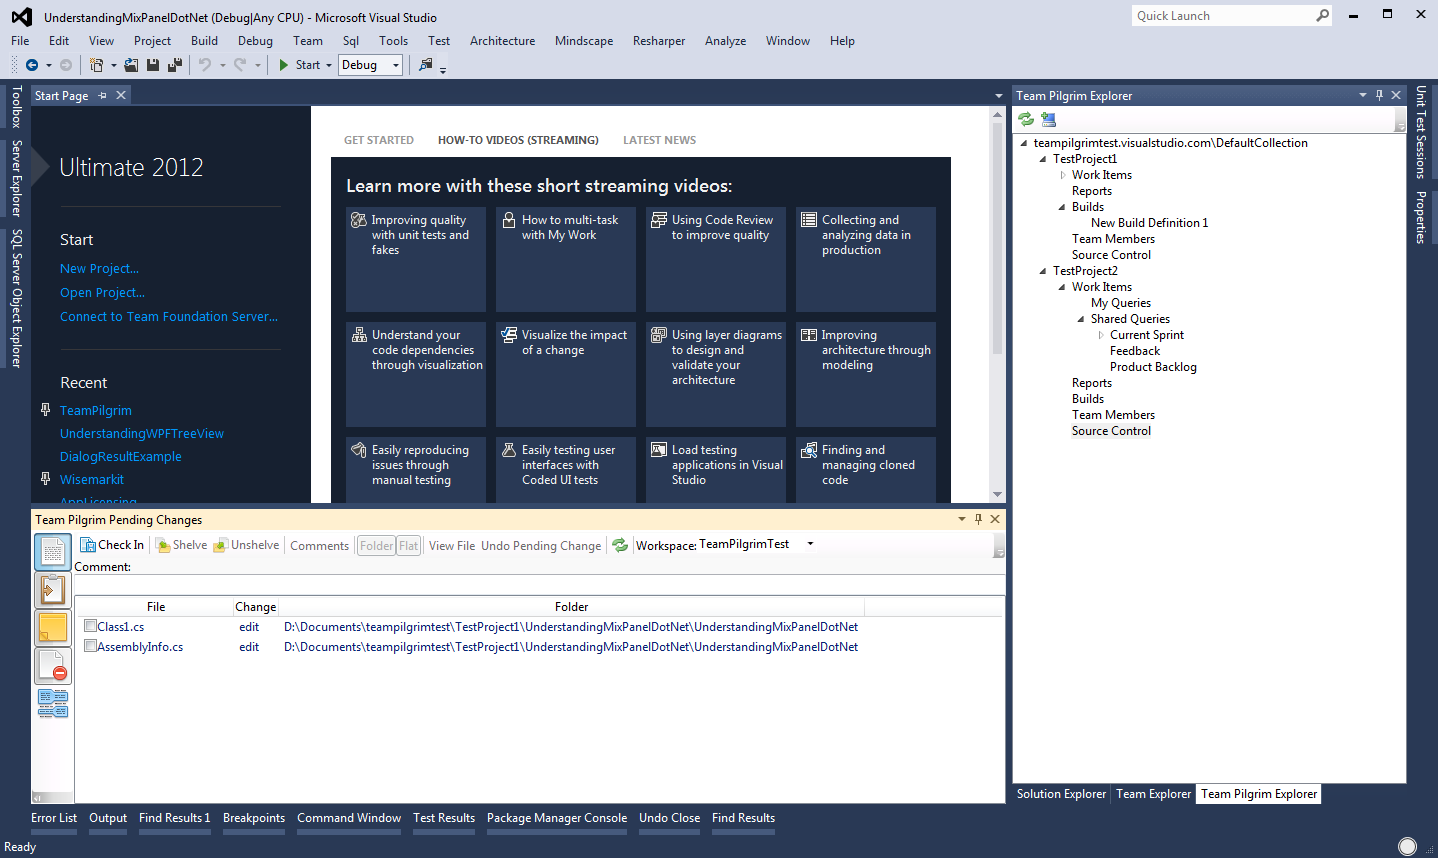 UnderstandingMixPanelDotNet (Debug|Any CPU) - Microsoft Visual Studio
Quick Launch
File Edit View Project Build Debug Team Sql Tools Test Architecture Mindscape Resharper Analyze Window Help
Start Debug
Toolbox
Server Explorer
SQL Server Object Explorer
Start Page
Ultimate 2012
Start
New Project...
Open Project...
Connect to Team Foundation Server...
Recent
TeamPilgrim
UnderstandingWPFTreeView
DialogResultExample
Wisemarkit
AppLicensing
GET STARTED HOW-TO VIDEOS (STREAMING) LATEST NEWS
Learn more with these short streaming videos:
Improving quality
with unit tests and
fakes
How to multi-task
with My Work
Using Code Review
to improve quality
Collecting and
analyzing data in
production
Understand your
code dependencies
through visualization
Visualize the impact
of a change
Using layer diagrams
to design and
validate your
architecture
Improving
architecture through
modeling
Easily reproducing
issues through
manual testing
Easily testing user
interfaces with
Coded UI tests
Load testing
applications in Visual
Studio
Finding and
managing cloned
code
Team Pilgrim Pending Changes
Check In Shelve Unshelve Comments Folder Flat View File Undo Pending Change Workspace: TeamPilgrimTest
Comment:
File Change Folder
Class1.cs edit D:\Documents\teampilgrimtest\TestProject1\UnderstandingMixPanelDotNet\UnderstandingMixPanelDotNet
AssemblyInfo.cs edit D:\Documents\teampilgrimtest\TestProject1\UnderstandingMixPanelDotNet\UnderstandingMixPanelDotNet
Team Pilgrim Explorer
teampilgrimtest.visualstudio.com\DefaultCollection
TestProject1
Work Items
Reports
Builds
New Build Definition 1
Team Members
Source Control
TestProject2
Work Items
My Queries
Shared Queries
Current Sprint
Feedback
Product Backlog
Reports
Builds
Team Members
Source Control
Solution Explorer Team Explorer Team Pilgrim Explorer
Unit Test Sessions
Properties
Error List Output Find Results 1 Breakpoints Command Window Test Results Package Manager Console Undo Close Find Results
Ready